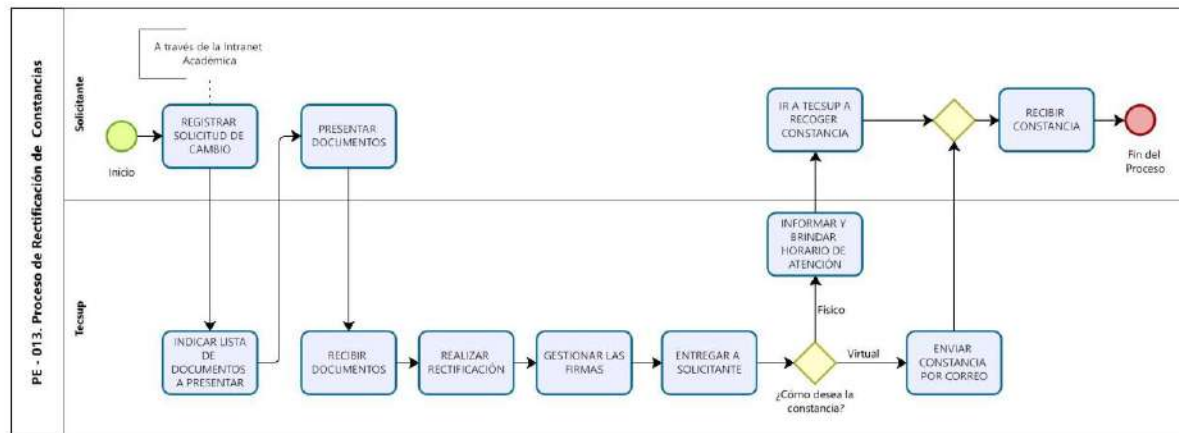 PE - 013. Proceso de Rectificación de Constancias
Solicitante
A través de la Intranet
Académica
Inicio
REGISTRAR
SOLICITUD DE
CAMBIO
PRESENTAR
DOCUMENTOS
IR A TECSUP A
RECOGER
CONSTANCIA
RECIBIR
CONSTANCIA
Fin del
Proceso
Tecsup
INDICAR LISTA
DE
DOCUMENTOS
A PRESENTAR
RECIBIR
DOCUMENTOS
REALIZAR
RECTIFICACIÓN
GESTIONAR LAS
FIRMAS
ENTREGAR A
SOLICITANTE
¿Cómo desea la
constancia?
Físico
INFORMAR Y
BRINDAR
HORARIO DE
ATENCIÓN
Virtual
ENVIAR
CONSTANCIA
POR CORREO